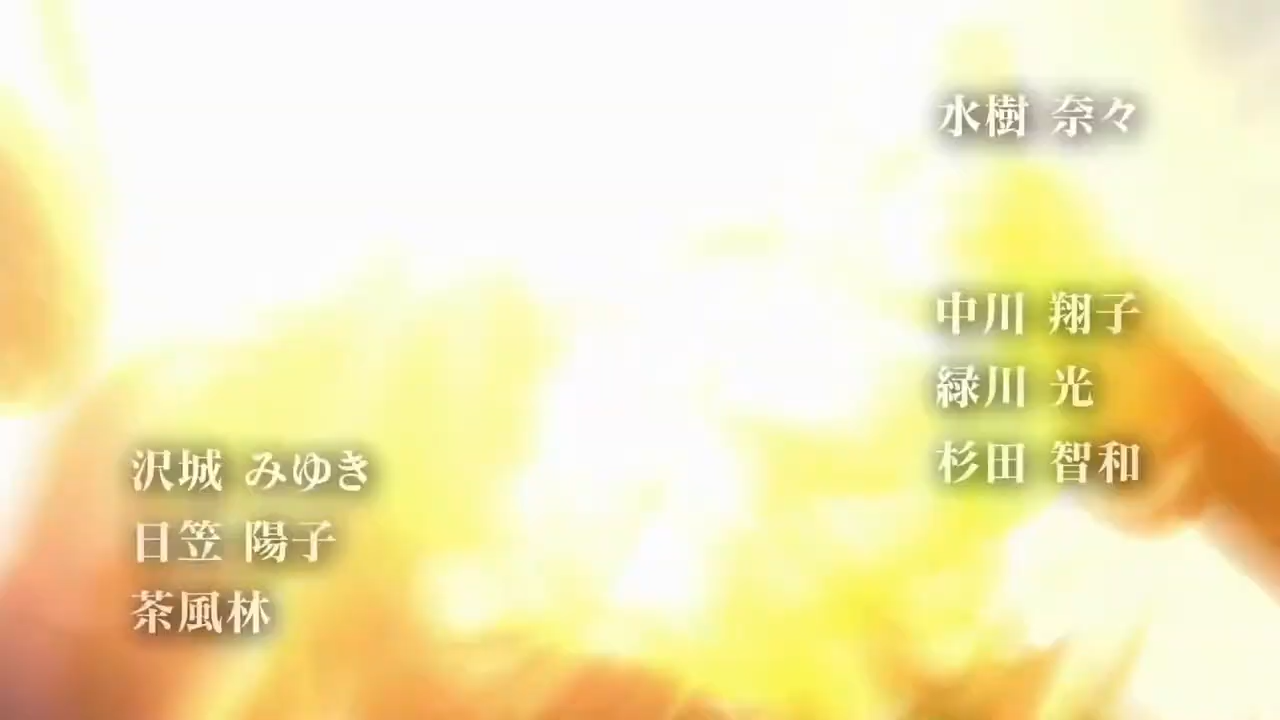 水樹 奈々
中川 翔子
緑川 光
杉田 智和
沢城 みゆき
日笠 陽子
茶風林